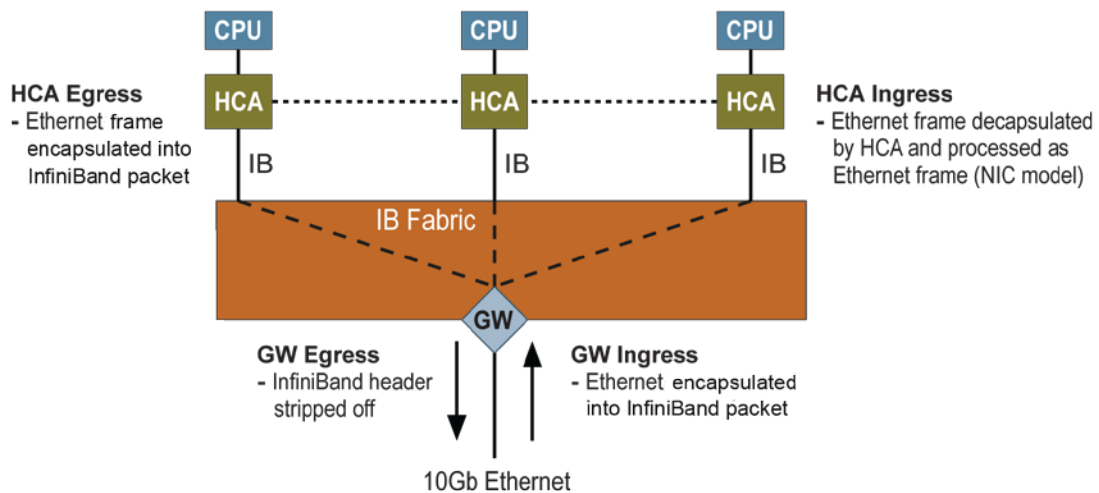 CPU
CPU
CPU
HCA Egress
- Ethernet frame
encapsulated into
InfiniBand packet
HCA
HCA
HCA
HCA Ingress
- Ethernet frame decapsulated
by HCA and processed as
Ethernet frame (NIC model)
IB
IB
IB
IB Fabric
GW
GW Egress
- InfiniBand header
stripped off
GW Ingress
- Ethernet encapsulated
into InfiniBand packet
10Gb Ethernet